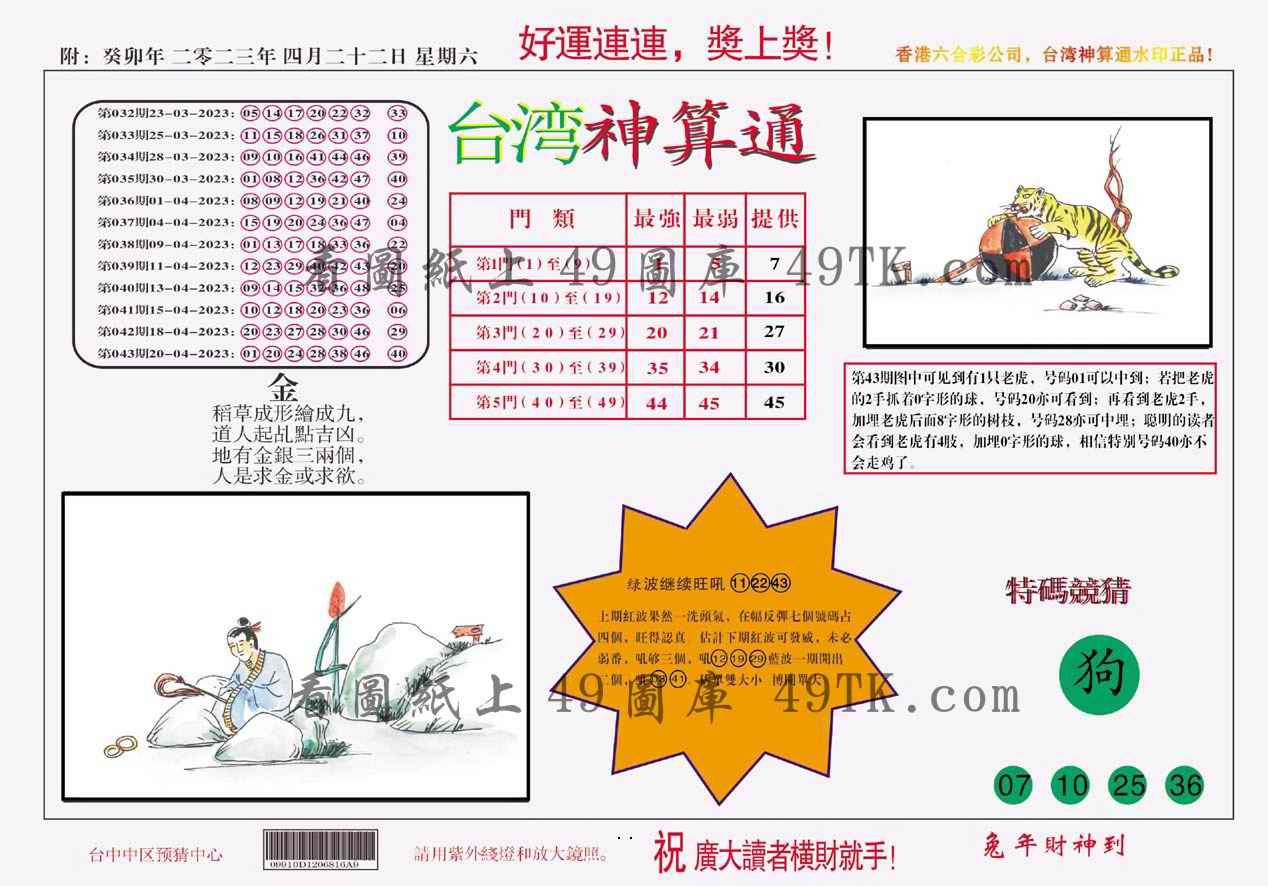 附：癸卯年 二零二三年 四月二十二日 星期六
好運連連，獎上獎！
香港六合彩公司，台湾神算通水印正品！
第032期23-03-2023：05 14 17 20 22 32 33
第033期25-03-2023：11 15 18 26 31 37 10
第034期28-03-2023：09 10 16 41 44 46 39
第035期30-03-2023：01 08 12 36 42 47 40
第036期01-04-2023：08 09 12 19 21 40 24
第037期04-04-2023：15 19 20 24 36 47 04
第038期09-04-2023：01 13 17 18 33 36 22
第039期11-04-2023：12 23 29 40 42 43 20
第040期13-04-2023：09 14 15 32 36 48 25
第041期15-04-2023：10 12 18 20 23 36 06
第042期18-04-2023：20 23 27 28 30 46 29
第043期20-04-2023：01 20 24 28 38 46 40
台湾神算通
門 類 最強 最弱 提供
第1門(1)至(9) 1 5 7
第2門(10)至(19) 12 14 16
第3門(20)至(29) 20 21 27
第4門(30)至(39) 35 34 30
第5門(40)至(49) 44 45 45
看圖紙上49圖庫 49TK.com
金
稻草成形繪成九，
道人起乩點吉凶。
地有金銀三兩個，
人是求金或求欲。
第43期图中可见到有1只老虎，号码01可以中到；若把老虎
的2手抓着0字形的球，号码20亦可看到；再看到老虎2手，
加埋老虎后面8字形的树枝，号码28亦可中埋；聪明的读者
会看到老虎有4肢，加埋0字形的球，相信特别号码40亦不
会走鸡了。
绿波继续旺吼 11 22 43
上期紅波果然一洗頭氣，在幅反彈七個號碼占
四個，旺得認真。估計下期紅波可發威，未必
弱番，吼够三個，吼12 19 29藍波一期開出
二個，41。單雙大小 博開單大
看圖紙上49圖庫 49TK.com
特碼競猜
狗
07 10 25 36
台中中区预猜中心
09910D1206816A9
請用紫外綫燈和放大鏡照。
祝 廣大讀者橫財就手！
兔年財神到